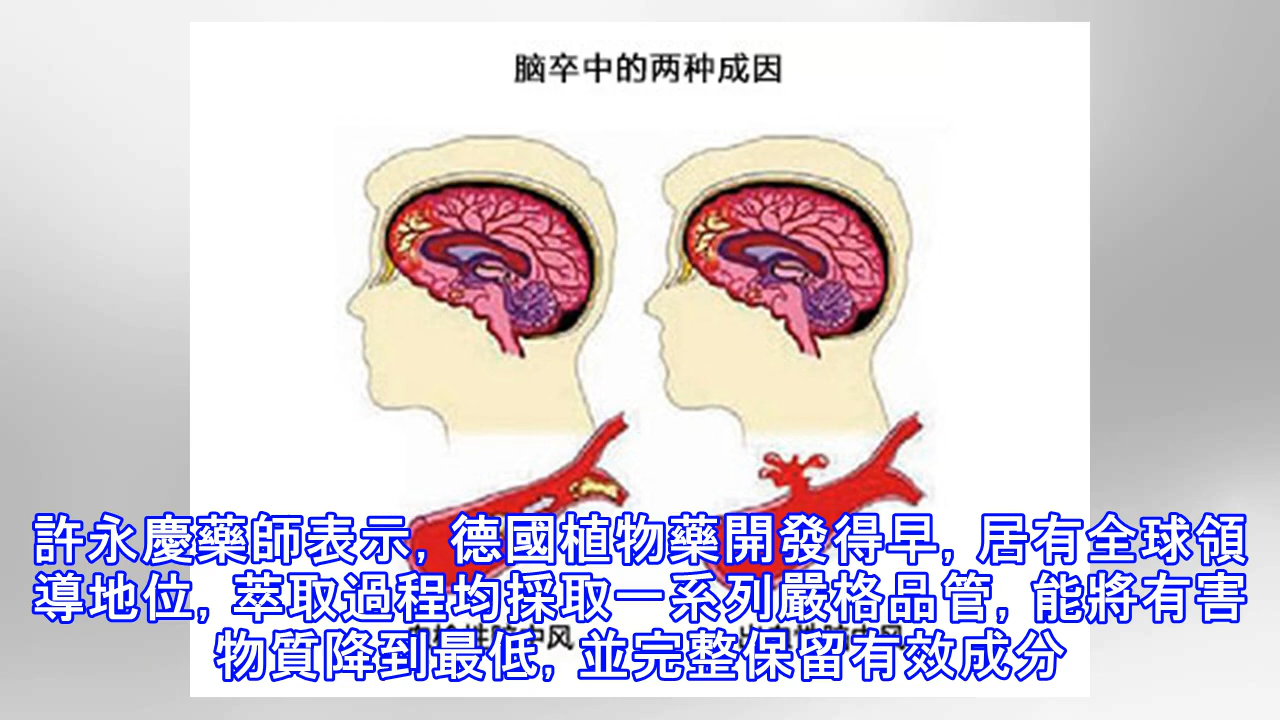 脑卒中的两种成因
許永慶藥師表示, 德國植物藥開發得早, 居有全球領
導地位, 萃取過程均採取一系列嚴格品管, 能將有害
物質降到最低, 並完整保留有效成分